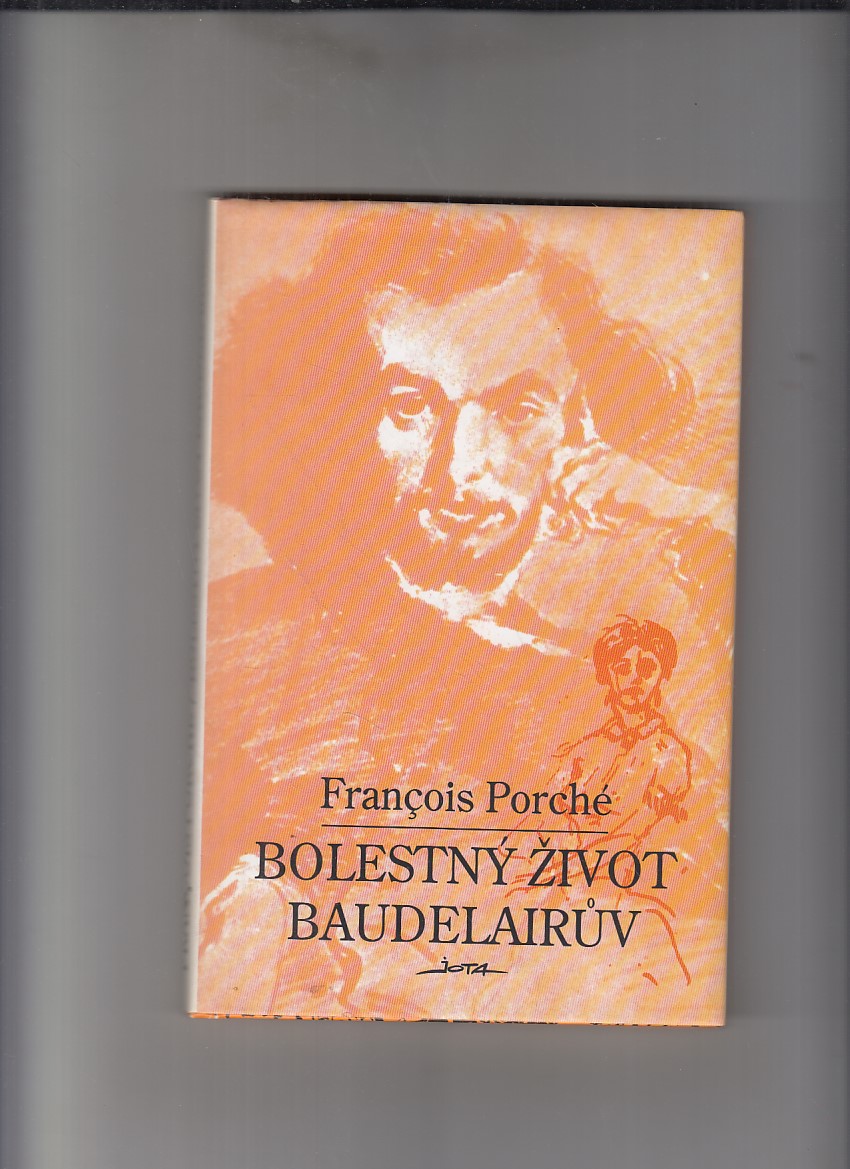 François Porché
BOLESTNÝ ŽIVOT
BAUDELAIRŮV
JOTA